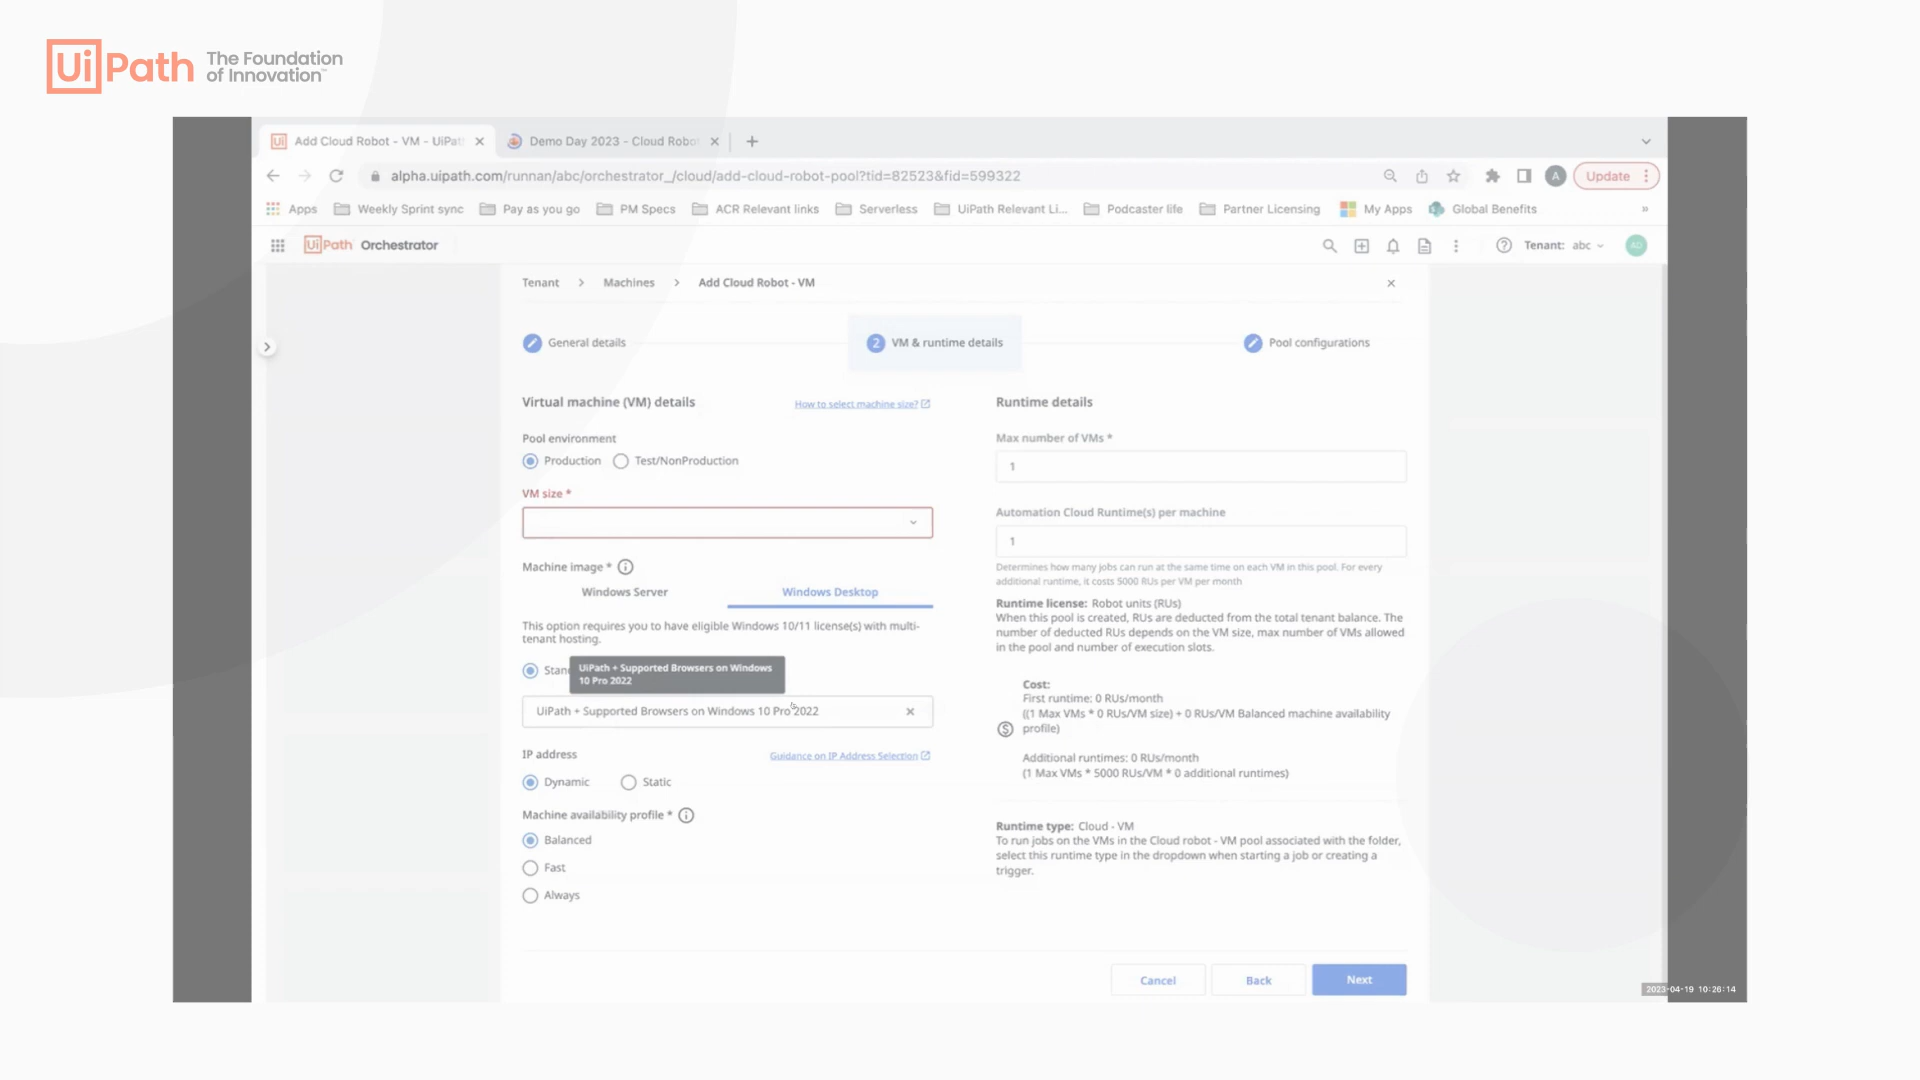 UiPath The Foundation of Innovation™
Add Cloud Robot - VM - UiPath
Demo Day 2023 - Cloud Robot
alpha.uipath.com/runnan/abc/orchestrator_/cloud/add-cloud-robot-pool?tid=82523&fid=599322
A
Update
Apps
Weekly Sprint sync
Pay as you go
PM Specs
ACR Relevant links
Serverless
UiPath Relevant Li...
Podcaster life
Partner Licensing
My Apps
Global Benefits
»
UiPath Orchestrator
Tenant: abc
AD
Tenant > Machines > Add Cloud Robot - VM
General details
2 VM & runtime details
Pool configurations
Virtual machine (VM) details
How to select machine size?
Pool environment
Production
Test/NonProduction
VM size *
Machine image *
Windows Server
Windows Desktop
This option requires you to have eligible Windows 10/11 license(s) with multi-
tenant hosting.
Stan
UiPath + Supported Browsers on Windows
10 Pro 2022
UiPath + Supported Browsers on Windows 10 Pro 2022
IP address
Guidance on IP Address Selection
Dynamic
Static
Machine availability profile *
Balanced
Fast
Always
Runtime details
Max number of VMs *
1
Automation Cloud Runtime(s) per machine
1
Determines how many jobs can run at the same time on each VM in this pool. For every
additional runtime, it costs 5000 RUs per VM per month
Runtime license: Robot units (RUs)
When this pool is created, RUs are deducted from the total tenant balance. The
number of deducted RUs depends on the VM size, max number of VMs allowed
in the pool and number of execution slots.
Cost:
First runtime: 0 RUs/month
((1 Max VMs * 0 RUs/VM size) + 0 RUs/VM Balanced machine availability
profile)
Additional runtimes: 0 RUs/month
(1 Max VMs * 5000 RUs/VM * 0 additional runtimes)
Runtime type: Cloud - VM
To run jobs on the VMs in the Cloud robot - VM pool associated with the folder,
select this runtime type in the dropdown when starting a job or creating a
trigger.
Cancel
Back
Next
2023-04-19 10:26:14